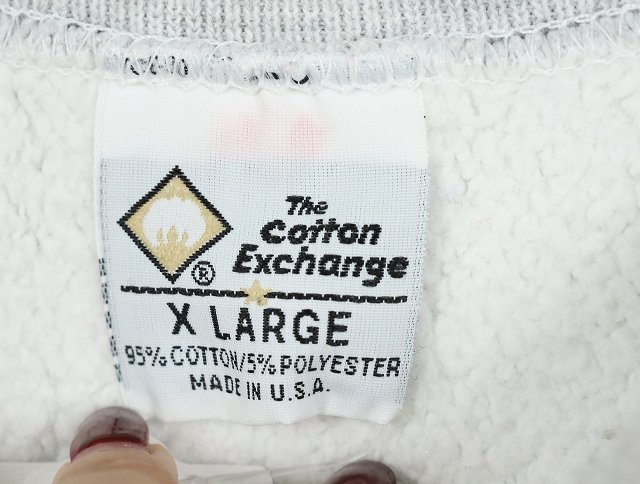 The
Cotton
Exchange
®
X LARGE
95% COTTON/5% POLYESTER
MADE IN U.S.A.